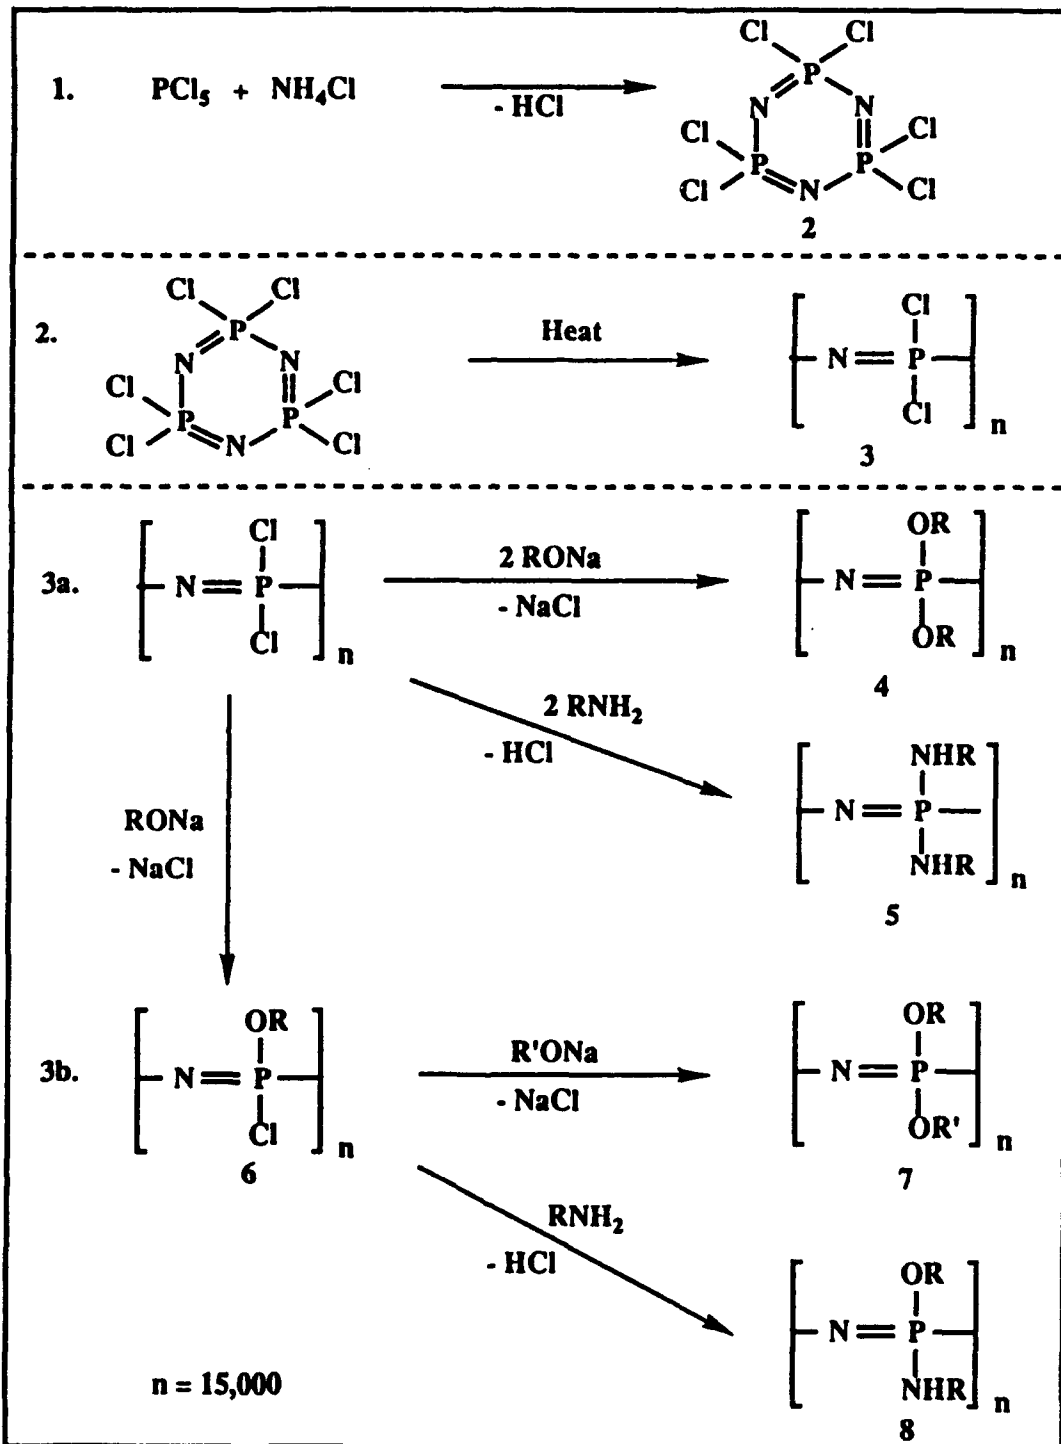 1. PCl5 + NH4Cl
- HCl
Cl Cl
P
N N
Cl Cl
P P
Cl N Cl
2
2.
Cl Cl
P
N N
Cl Cl
P P
Cl N Cl
Heat
Cl
N P
Cl
n
3
3a.
Cl
N P
Cl
n
2 RONa
- NaCl
OR
N P
OR
n
4
2 RNH2
- HCl
NHR
N P
NHR
n
5
RONa
- NaCl
3b.
OR
N P
Cl
n
6
R'ONa
- NaCl
OR
N P
OR'
n
7
RNH2
- HCl
OR
N P
NHR
n
8
n = 15,000